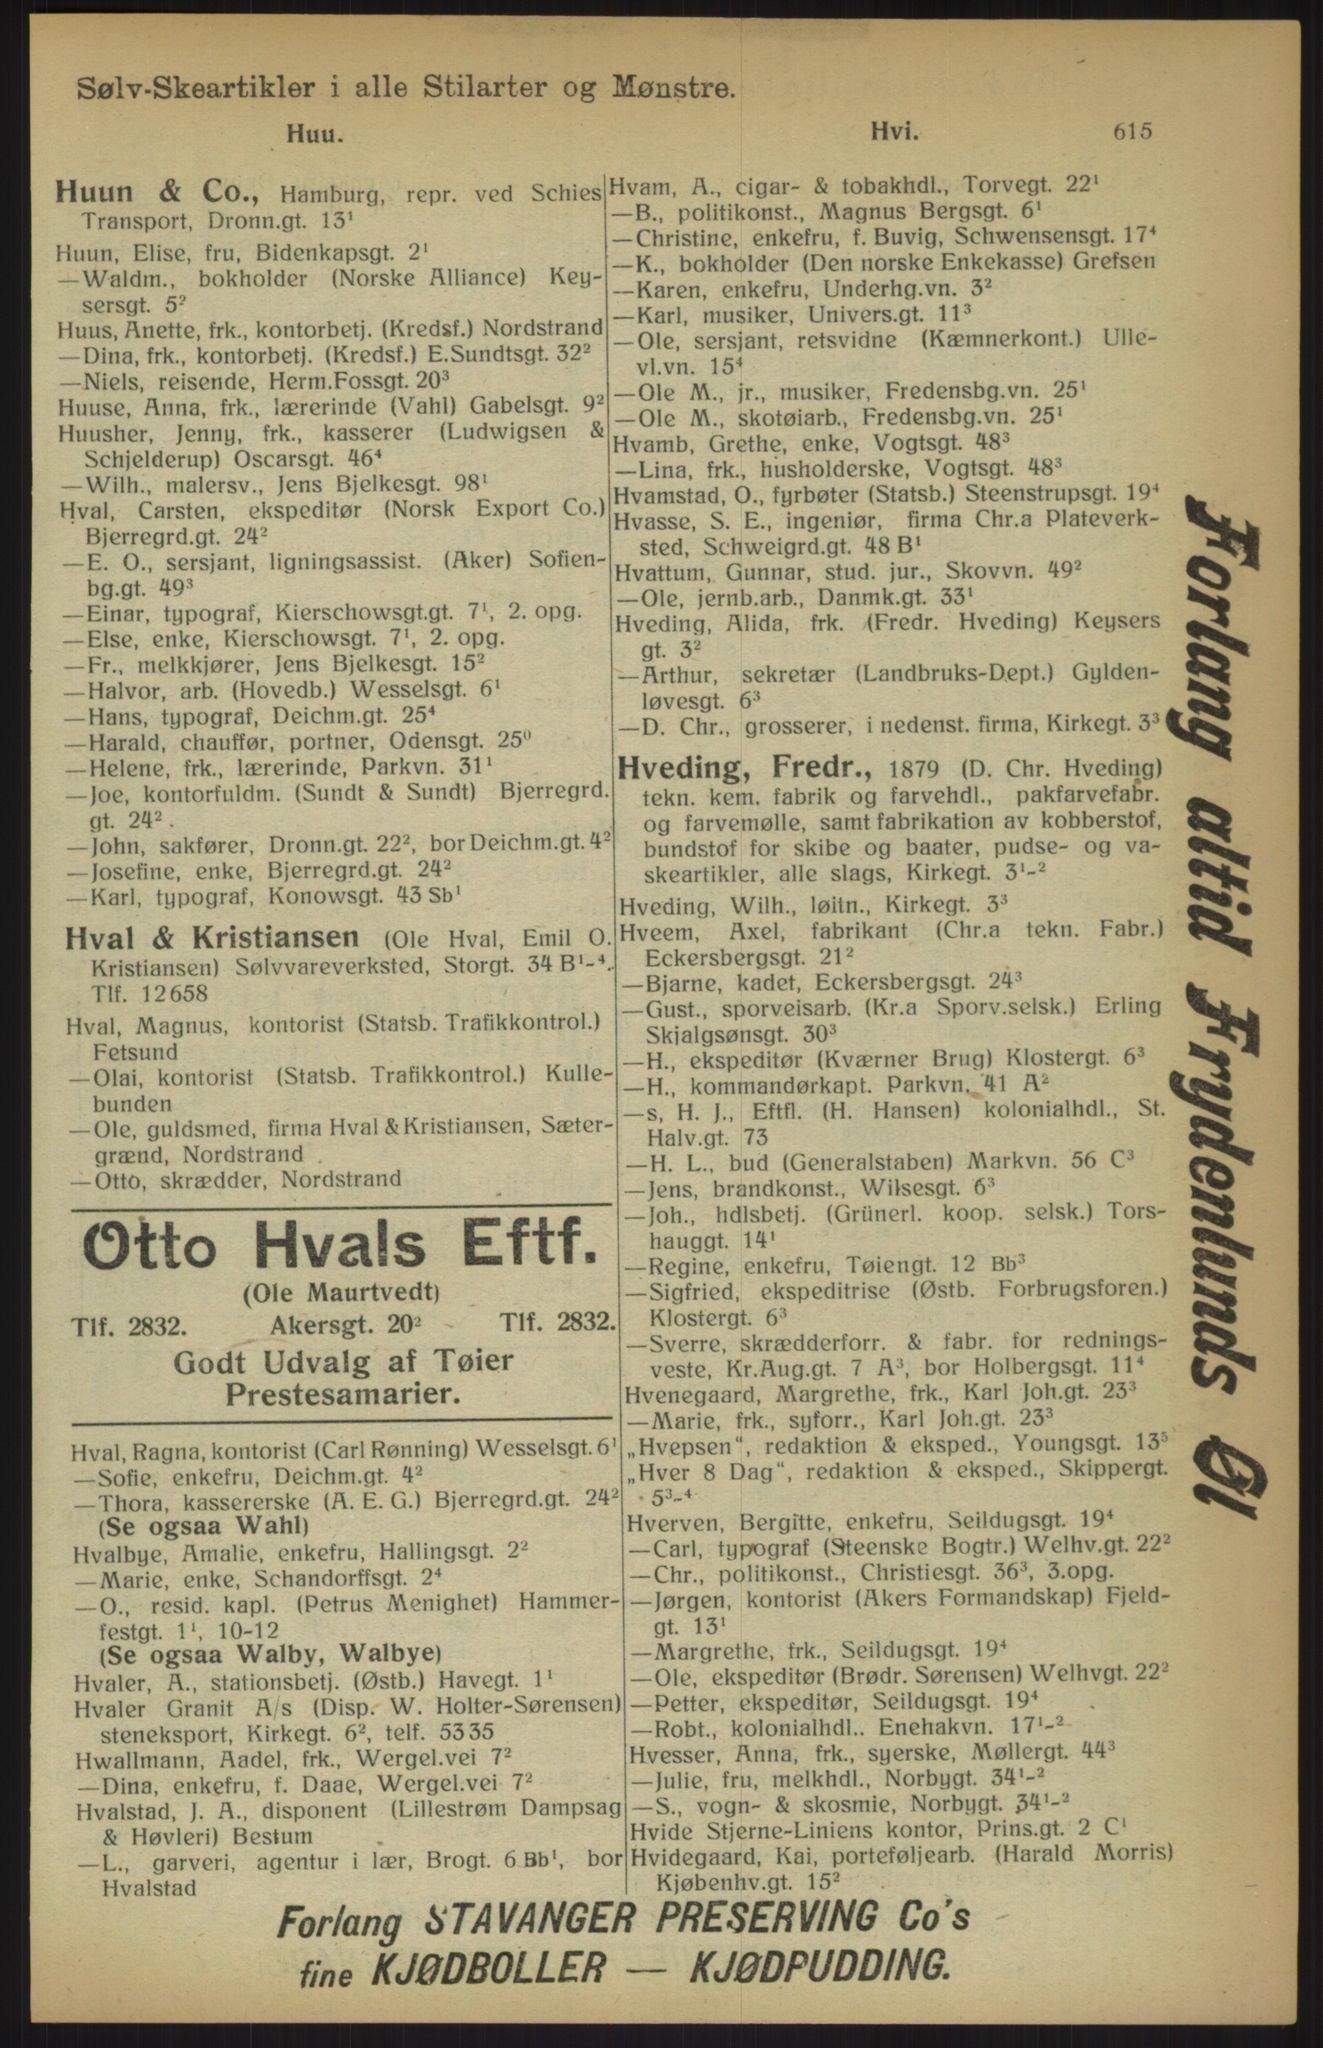 Sølv-Skeartikler i alle Stilarter og Mønstre.
Huu.
Hvi.
615
Huun & Co., Hamburg, repr. ved Schies
Transport, Dronn.gt. 13¹
Huun, Elise, fru, Bidenkapsgt. 2¹
—Waldm., bokholder (Norske Alliance) Key-
sersgt. 5²
Huus, Anette, frk., kontorbetj. (Kredsf.) Nordstrand
—Dina, frk., kontorbetj. (Kredsf.) E.Sundtsgt. 32²
—Niels, reisende, Herm.Fossgt. 20³
Huuse, Anna, frk., lærerinde (Vahl) Gabelsgt. 9²
Huusher, Jenny, frk., kasserer (Ludwigsen &
Schjelderup) Oscarsgt. 46⁴
—Wilh., malersv., Jens Bjelkesgt. 98¹
Hval, Carsten, ekspeditør (Norsk Export Co.)
Bjerregrd.gt. 24²
—E. O., sersjant, ligningsassist. (Aker) Sofien-
bg.gt. 49³
—Einar, typograf, Kierschowsgt.gt. 7¹, 2. opg.
—Else, enke, Kierschowsgt. 7¹, 2. opg.
—Fr., melkkjører, Jens Bjelkesgt. 15²
—Halvor, arb. (Hovedb.) Wesselsgt. 6¹
—Hans, typograf, Deichm.gt. 25⁴
—Harald, chauffør, portner, Odensgt. 25⁰
—Helene, frk., lærerinde, Parkvn. 31¹
—Joe, kontorfuldm. (Sundt & Sundt) Bjerregrd.
gt. 24² .
—John, sakfører, Dronn.gt. 22², bor Deichm.gt. 4²
—Josefine, enke, Bjerregrd.gt. 24²
—Karl, typograf, Konowsgt. 43 Sb¹
Hval & Kristiansen (Ole Hval, Emil O.
Kristiansen) Sølvvareverksted, Storgt. 34 B¹-⁴.
Tlf. 12658
Hval, Magnus, kontorist (Statsb. Trafikkontrol.)
Fetsund
—Olai, kontorist (Statsb. Trafikkontrol.) Kulle-
bunden
—Ole, guldsmed, firma Hval & Kristiansen, Sæter-
grænd, Nordstrand
—Otto, skrædder, Nordstrand
Otto Hvals Eftf.
(Ole Maurtvedt)
Tlf. 2832. Akersgt. 20² Tlf. 2832.
Godt Udvalg af Tøier
Prestesamarier.
Hval, Ragna, kontorist (Carl Rønning) Wesselsgt. 6¹
—Sofie, enkefru, Deichm.gt. 4²
—Thora, kassererske (A. E. G.) Bjerregrd.gt. 24²
(Se ogsaa Wahl)
Hvalbye, Amalie, enkefru, Hallingsgt. 2²
—Marie, enke, Schandorffsgt. 2⁴
—O., resid. kapl. (Petrus Menighet) Hammer-
festgt. 1¹, 10-12
(Se ogsaa Walby, Walbye)
Hvaler, A., stationsbetj. (Østb.) Havegt. 1¹
Hvaler Granit A/s (Disp. W. Holter-Sørensen)
steneksport, Kirkegt. 6², telf. 5335
Hwallmann, Aadel, frk., Wergel.vei 7²
—Dina, enkefru, f. Daae, Wergel.vei 7²
Hvalstad, J. A., disponent (Lillestrøm Dampsag
& Høvleri) Bestum
—L., garveri, agentur i lær, Brogt. 6 Bb¹, bor
Hvalstad
Hvam, A., cigar- & tobakhdl., Torvegt. 22¹
—B., politikonst., Magnus Bergsgt. 6¹
—Christine, enkefru, f. Buvig, Schwensensgt. 17⁴
—K., bokholder (Den norske Enkekasse) Grefsen
—Karen, enkefru, Underhg.vn. 3²
—Karl, musiker, Univers.gt. 11³
—Ole, sersjant, retsvidne (Kæmnerkont.) Ulle-
vl.vn. 15⁴
—Ole M., jr., musiker, Fredensbg.vn. 25¹
—Ole M., skotøiarb., Fredensbg.vn. 25¹
Hvamb, Grethe, enke, Vogtsgt. 48³
—Lina, frk., husholderske, Vogtsgt. 48³
Hvamstad, O., fyrbøter (Statsb.) Steenstrupsgt. 19⁴
Hvasse, S. E., ingeniør, firma Chr.a Plateverk-
sted, Schweigrd.gt. 48 B¹
Hvattum, Gunnar, stud. jur., Skovvn. 49²
—Ole, jernb.arb., Danmk.gt. 33¹
Hveding, Alida, frk. (Fredr. Hveding) Keysers
gt. 3²
—Arthur, sekretær (Landbruks-Dept.) Gylden-
løvesgt. 6³
—D. Chr., grosserer, i nedenst. firma, Kirkegt. 3³
Hveding, Fredr., 1879 (D. Chr. Hveding)
tekn. kem. fabrik og farvehdl., pakfarvefabr.
og farvemølle, samt fabrikation av kobberstof,
bundstof for skibe og baater, pudse- og va-
skeartikler, alle slags, Kirkegt. 3¹-²
Hveding, Wilh., løitn., Kirkegt. 3³
Hveem, Axel, fabrikant (Chr.a tekn. Fabr.)
Eckersbergsgt. 21²
—Bjarne, kadet, Eckersbergsgt. 24³
—Gust., sporveisarb. (Kr.a Sporv.selsk.) Erling
Skjalgsønsgt. 30³
—H., ekspeditør (Kværner Brug) Klostergt. 6³
—H., kommandørkapt. Parkvn. 41 A²
—s, H. J., Eftfl. (H. Hansen) kolonialhdl., St.
Halv.gt. 73
—H. L., bud (Generalstaben) Markvn. 56 C³
—Jens, brandkonst., Wilsesgt. 6³
—Joh., hdlsbetj. (Grünerl. koop. selsk.) Tors-
hauggt. 14¹
—Regine, enkefru, Tøiengt. 12 Bb³
—Sigfried, ekspeditrise (Østb. Forbrugsforen.)
Klostergt. 6³
—Sverre, skrædderforr. & fabr. for rednings-
veste, Kr.Aug.gt. 7 A³, bor Holbergsgt. 11⁴
Hvenegaard, Margrethe, frk., Karl Joh.gt. 23³
—Marie, frk., syforr., Karl Joh.gt. 23³
„Hvepsen“, redaktion & eksped., Youngsgt. 13⁵
„Hver 8 Dag“, redaktion & eksped., Skippergt.
5³-⁴
Hverven, Bergitte, enkefru, Seildugsgt. 19⁴
—Carl, typograf (Steenske Bogtr.) Welhv.gt. 22²
—Chr., politikonst., Christiesgt. 36³, 3.opg.
—Jørgen, kontorist (Akers Formandskap) Fjeld-
gt. 13¹
—Margrethe, frk., Seildugsgt. 19⁴
—Ole, ekspeditør (Brødr. Sørensen) Welhvgt. 22²
—Petter, ekspeditør, Seildugsgt. 19⁴
—Robt., kolonialhdl.. Enehakvn. 17¹-²
Hvesser, Anna, frk., syerske, Møllergt. 44³
—Julie, fru, melkhdl., Norbygt. 34¹-²
—S., vogn- & skosmie, Norbygt. 34¹-²
Hvide Stjerne-Liniens kontor, Prins.gt. 2 C¹
Hvidegaard, Kai, porteføljearb. (Harald Morris)
Kjøbenhv.gt. 15²
Forlang altid Frydenlunds Øl
Forlang STAVANGER PRESERVING Co's
fine KJØDBOLLER — KJØDPUDDING.